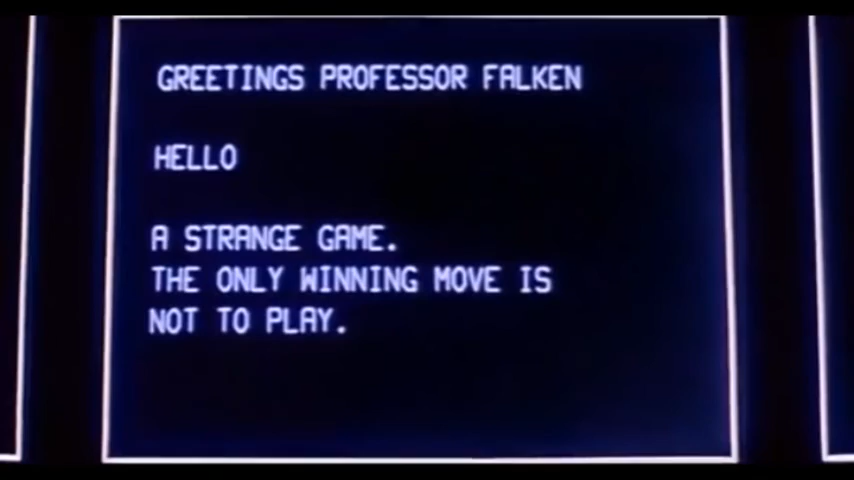 GREETINGS PROFESSOR FALKEN
HELLO
A STRANGE GAME.
THE ONLY WINNING MOVE IS
NOT TO PLAY.